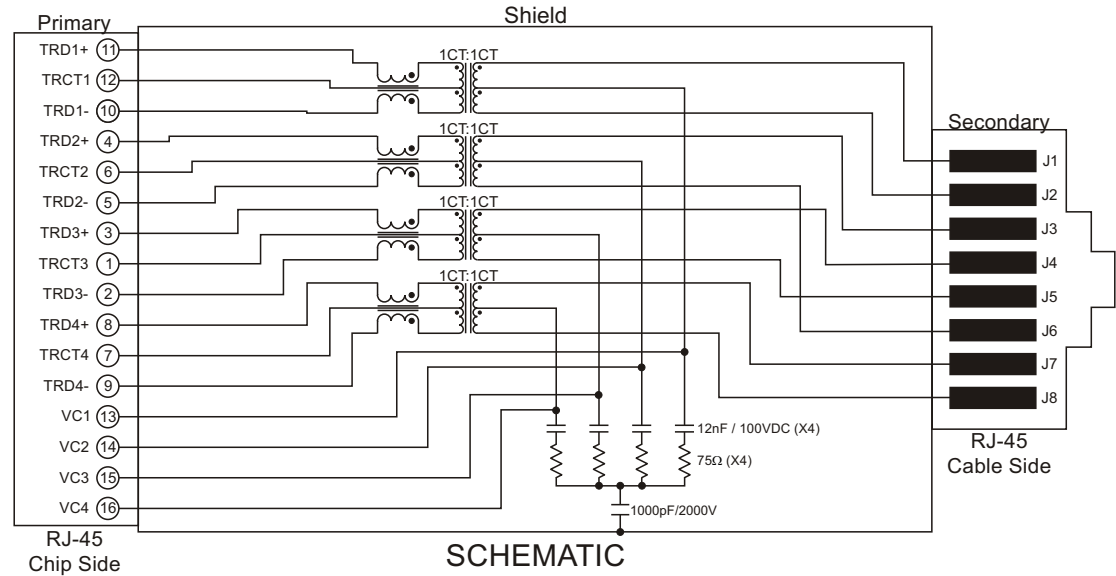 Shield
Primary
TRD1+ 11
TRCT1 12
TRD1- 10
TRD2+ 4
TRCT2 6
TRD2- 5
TRD3+ 3
TRCT3 1
TRD3- 2
TRD4+ 8
TRCT4 7
TRD4- 9
VC1 13
VC2 14
VC3 15
VC4 16
RJ-45
Chip Side
1CT:1CT
1CT:1CT
1CT:1CT
1CT:1CT
12nF / 100VDC (X4)
75Ω (X4)
1000pF/2000V
SCHEMATIC
Secondary
J1
J2
J3
J4
J5
J6
J7
J8
RJ-45
Cable Side